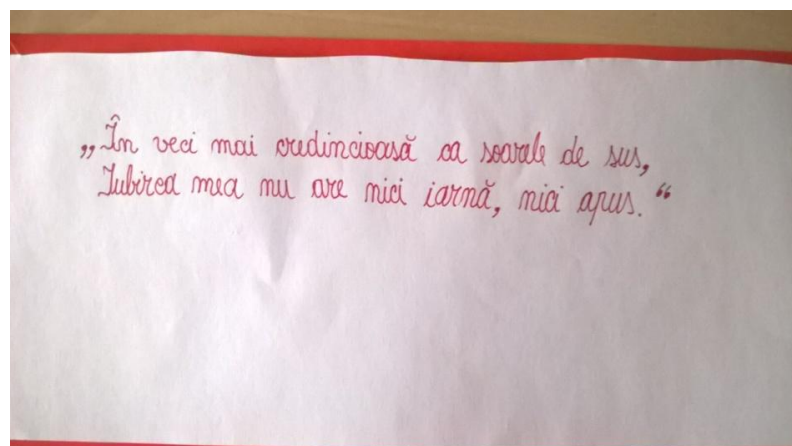 „În veci mai credincioasă ca soarele de sus,
Iubirea mea nu are nici iarnă, nici apus.“